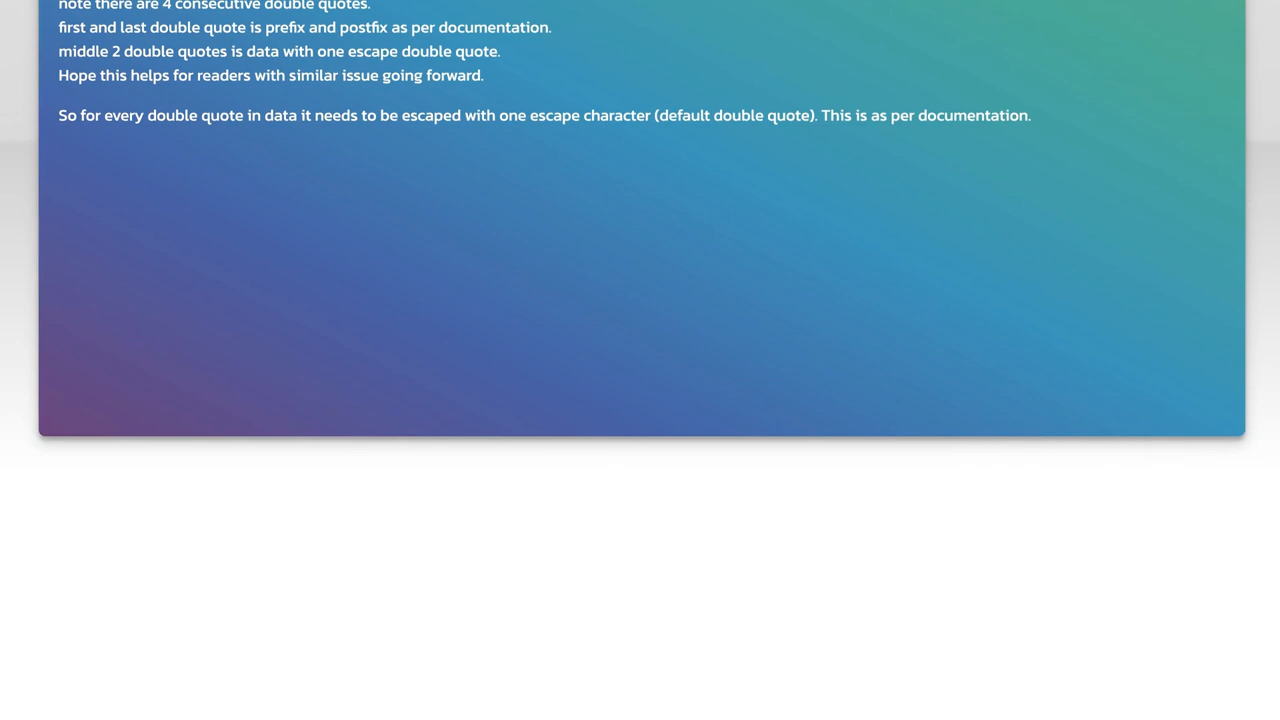 note there are 4 consecutive double quotes.
first and last double quote is prefix and postfix as per documentation.
middle 2 double quotes is data with one escape double quote.
Hope this helps for readers with similar issue going forward.
So for every double quote in data it needs to be escaped with one escape character (default double quote). This is as per documentation.